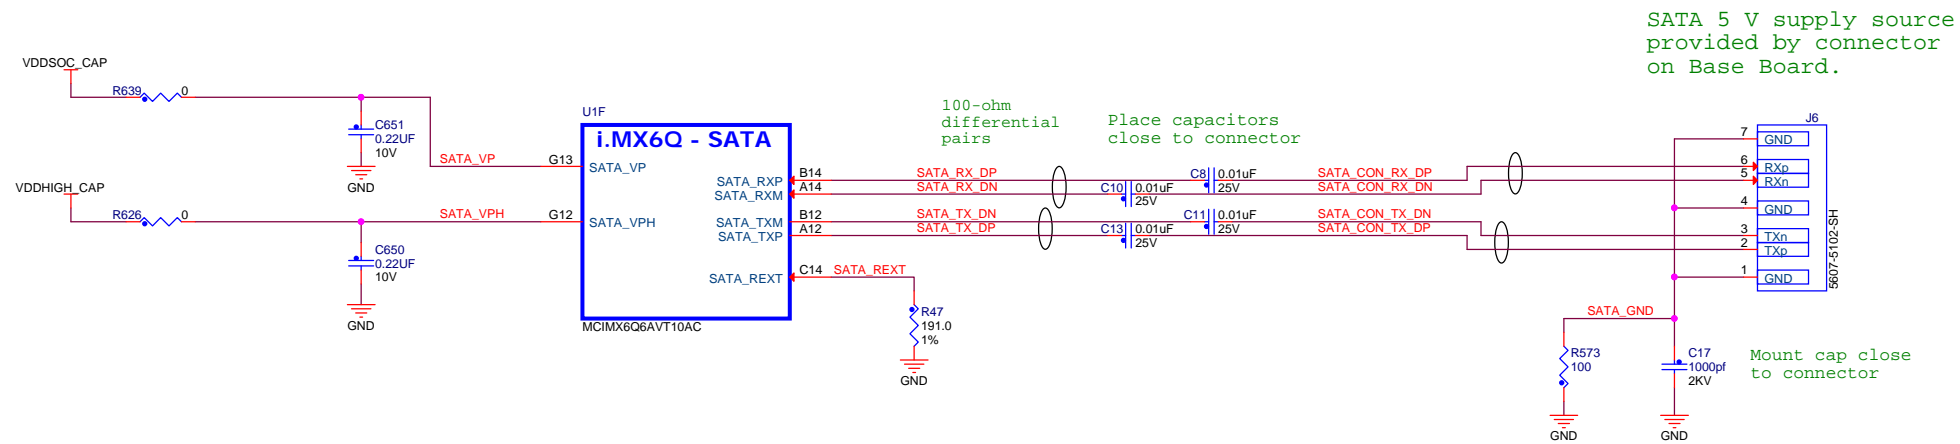 SATA 5 V supply source
provided by connector
on Base Board.
VDDSOC_CAP
R639
0
C651
0.22UF
10V
GND
SATA_VP
G13
VDDHIGH_CAP
R626
0
C650
0.22UF
10V
GND
SATA_VPH
G12
U1F
i.MX6Q - SATA
SATA_VP
SATA_VPH
SATA_RXP
SATA_RXM
SATA_TXM
SATA_TXP
SATA_REXT
MCIMX6Q6AVT10AC
B14
A14
B12
A12
C14
SATA_REXT
R47
191.0
1%
GND
100-ohm
differential
pairs
Place capacitors
close to connector
SATA_RX_DP
SATA_RX_DN
SATA_TX_DN
SATA_TX_DP
C8
0.01uF
25V
C10
0.01uF
25V
C11
0.01uF
25V
C13
0.01uF
25V
SATA_CON_RX_DP
SATA_CON_RX_DN
SATA_CON_TX_DN
SATA_CON_TX_DP
J6
7
GND
6
RXp
5
RXn
4
GND
3
TXn
2
TXp
1
GND
5607-5102-SH
SATA_GND
R573
100
GND
C17
1000pf
2KV
GND
Mount cap close
to connector